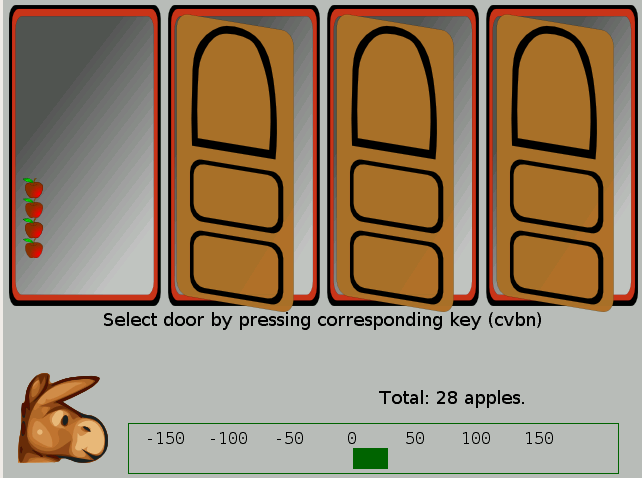 Select door by pressing corresponding key (cvbn)
Total: 28 apples.
-150 -100 -50 0 50 100 150